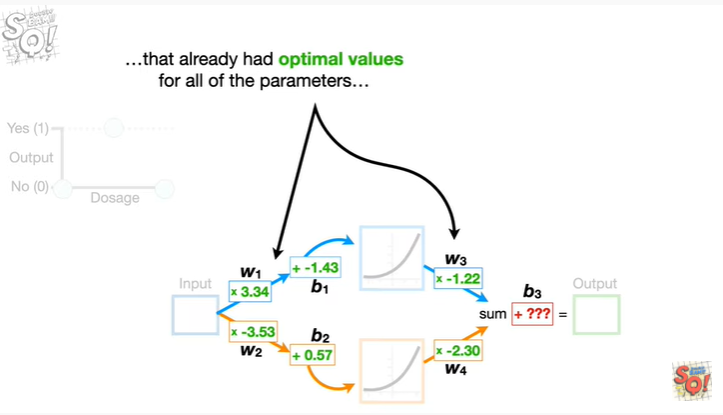 …that already had optimal values
for all of the parameters…
Yes (1)
Output
No (0)
Dosage
Input
W1
x 3.34
+ -1.43
b1
W3
x -1.22
x -3.53
W2
b2
+ 0.57
x -2.30
W4
b3
sum + ??? =
Output
SQ!